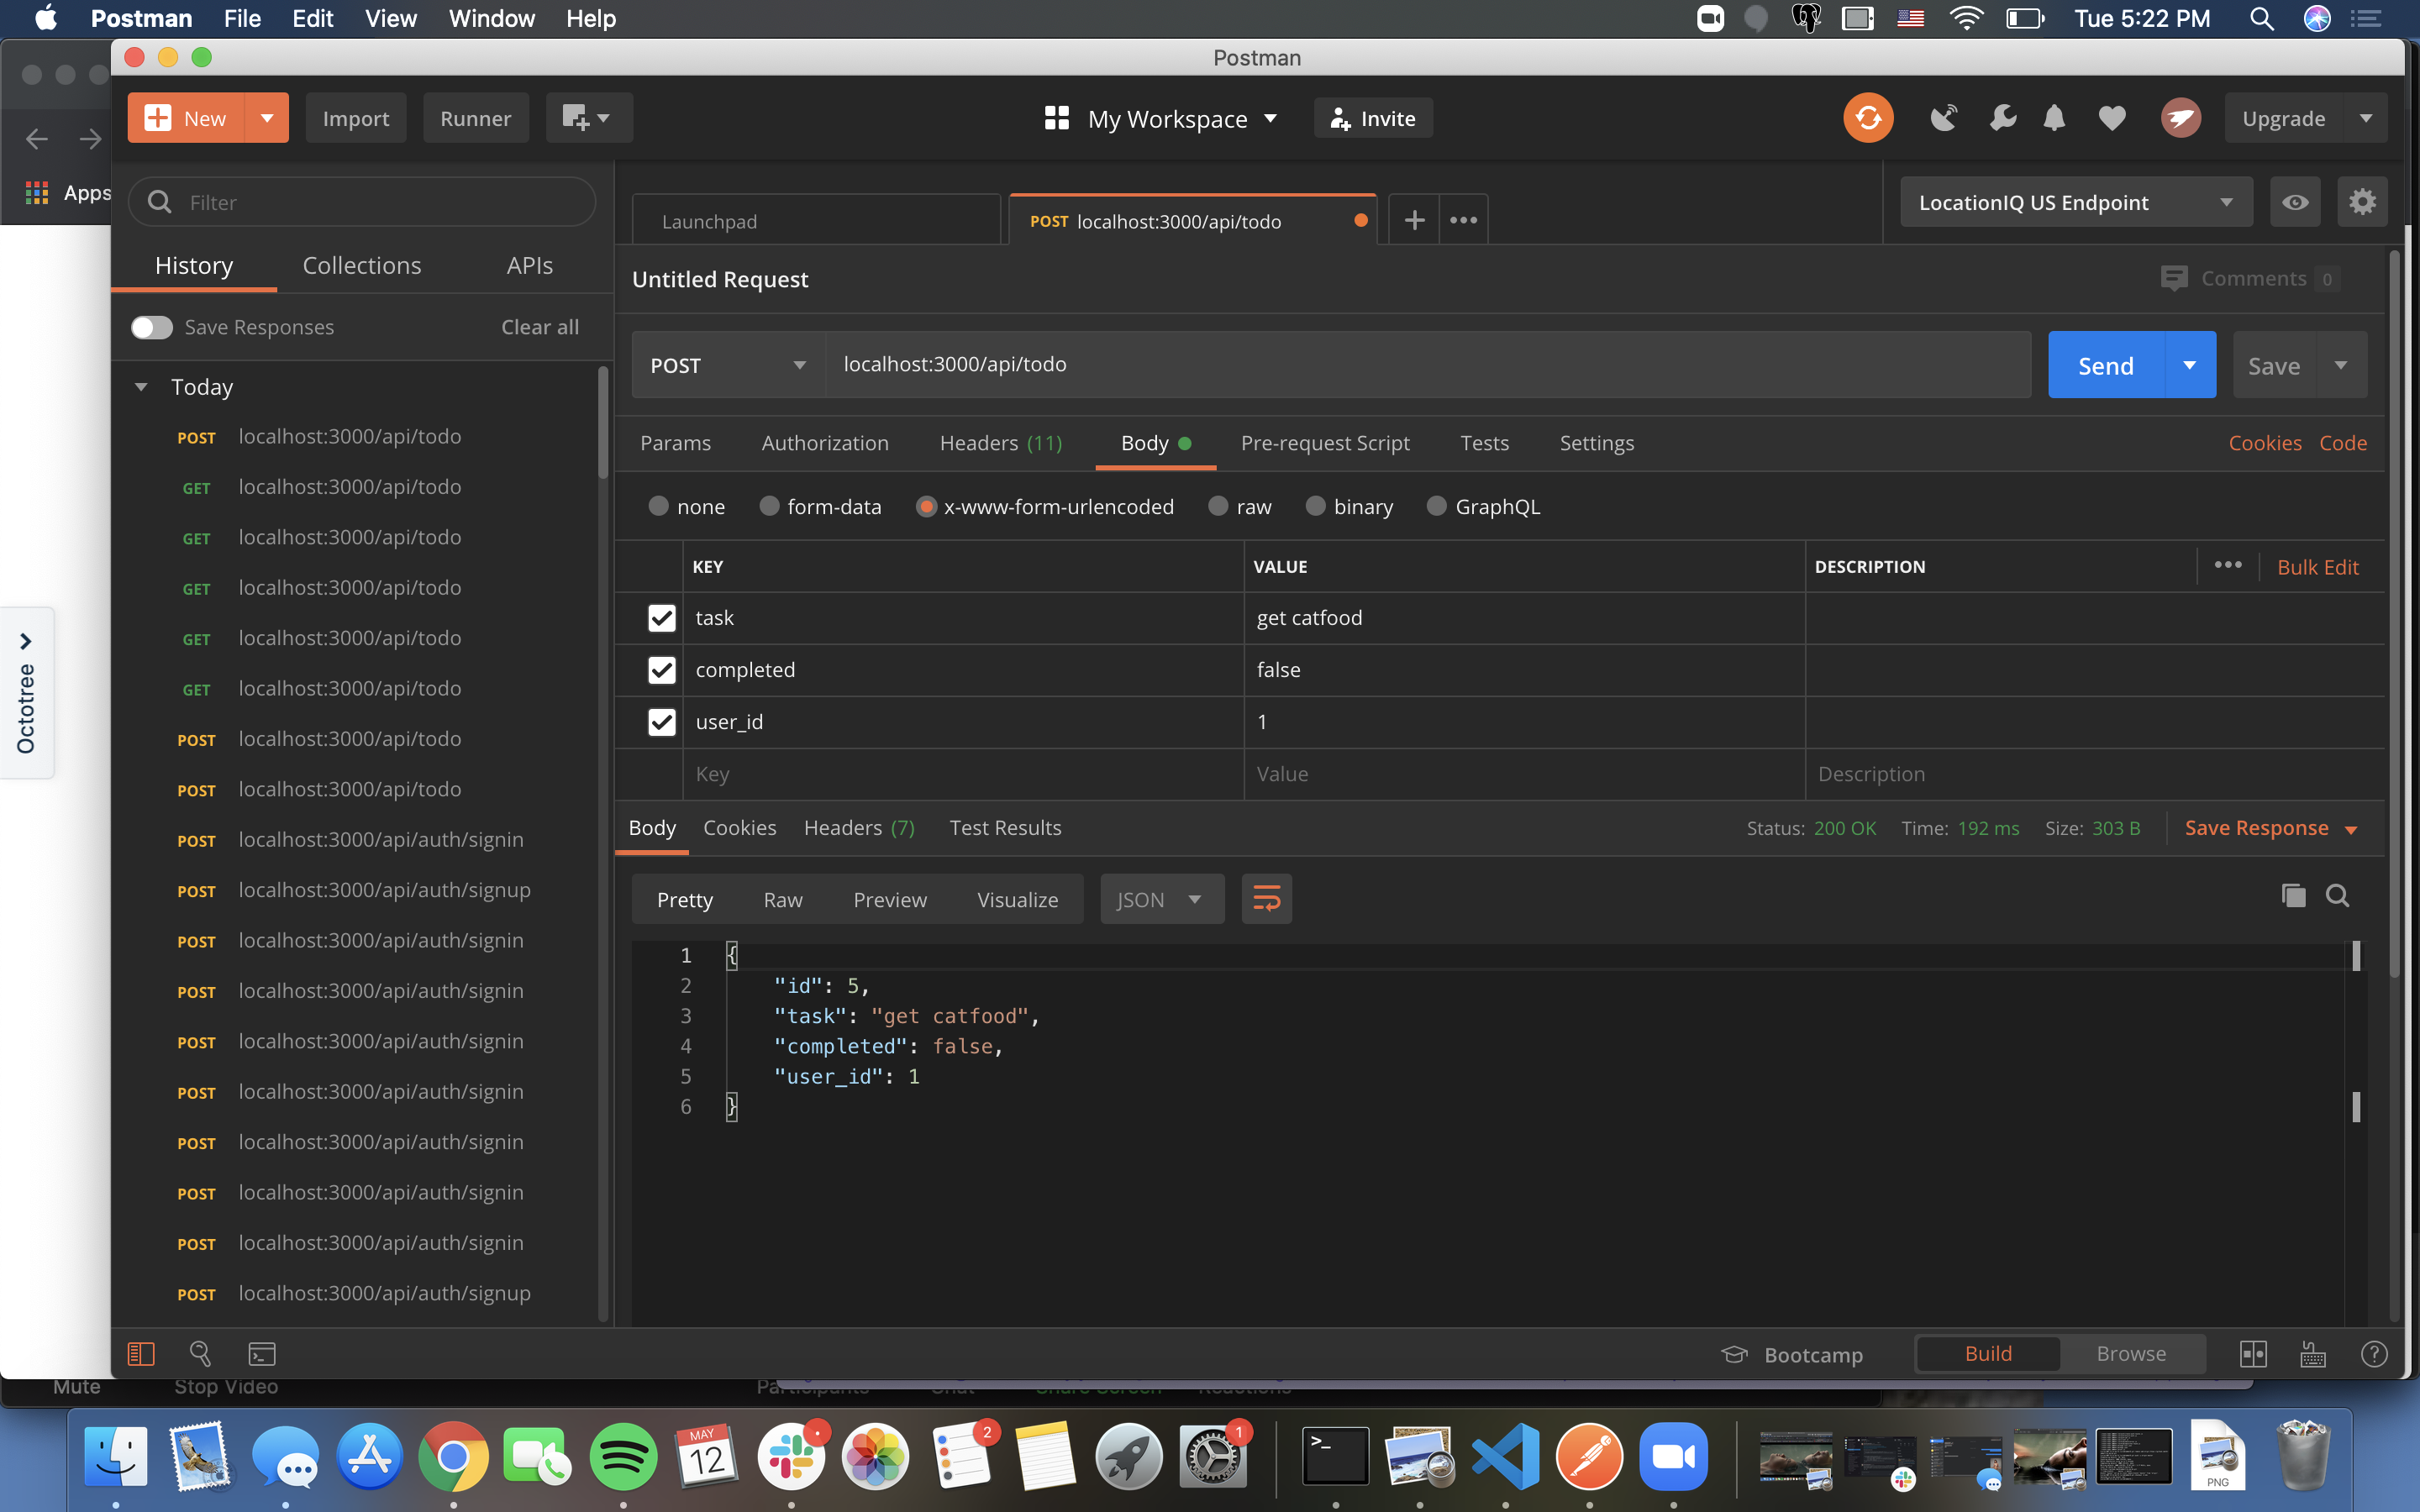 Postman File Edit View Window Help Tue 5:22 PM
Postman
New Import Runner My Workspace Invite Upgrade
Apps
Filter
History Collections APIs
Save Responses Clear all
Today
POST localhost:3000/api/todo
GET localhost:3000/api/todo
GET localhost:3000/api/todo
GET localhost:3000/api/todo
GET localhost:3000/api/todo
GET localhost:3000/api/todo
POST localhost:3000/api/todo
POST localhost:3000/api/todo
POST localhost:3000/api/auth/signin
POST localhost:3000/api/auth/signup
POST localhost:3000/api/auth/signin
POST localhost:3000/api/auth/signin
POST localhost:3000/api/auth/signin
POST localhost:3000/api/auth/signin
POST localhost:3000/api/auth/signin
POST localhost:3000/api/auth/signin
POST localhost:3000/api/auth/signin
POST localhost:3000/api/auth/signup
Octotree
Launchpad POST localhost:3000/api/todo LocationIQ US Endpoint
Untitled Request Comments 0
POST localhost:3000/api/todo Send Save
Params Authorization Headers (11) Body Pre-request Script Tests Settings Cookies Code
none form-data x-www-form-urlencoded raw binary GraphQL
KEY VALUE DESCRIPTION Bulk Edit
task get catfood
completed false
user_id 1
Key Value Description
Body Cookies Headers (7) Test Results Status: 200 OK Time: 192 ms Size: 303 B Save Response
Pretty Raw Preview Visualize JSON
1 {
2 "id": 5,
3 "task": "get catfood",
4 "completed": false,
5 "user_id": 1
6 }
Bootcamp Build Browse
Mute Stop Video Participants Chat Share Screen Reactions
MAY
12
2
1
>_
PNG